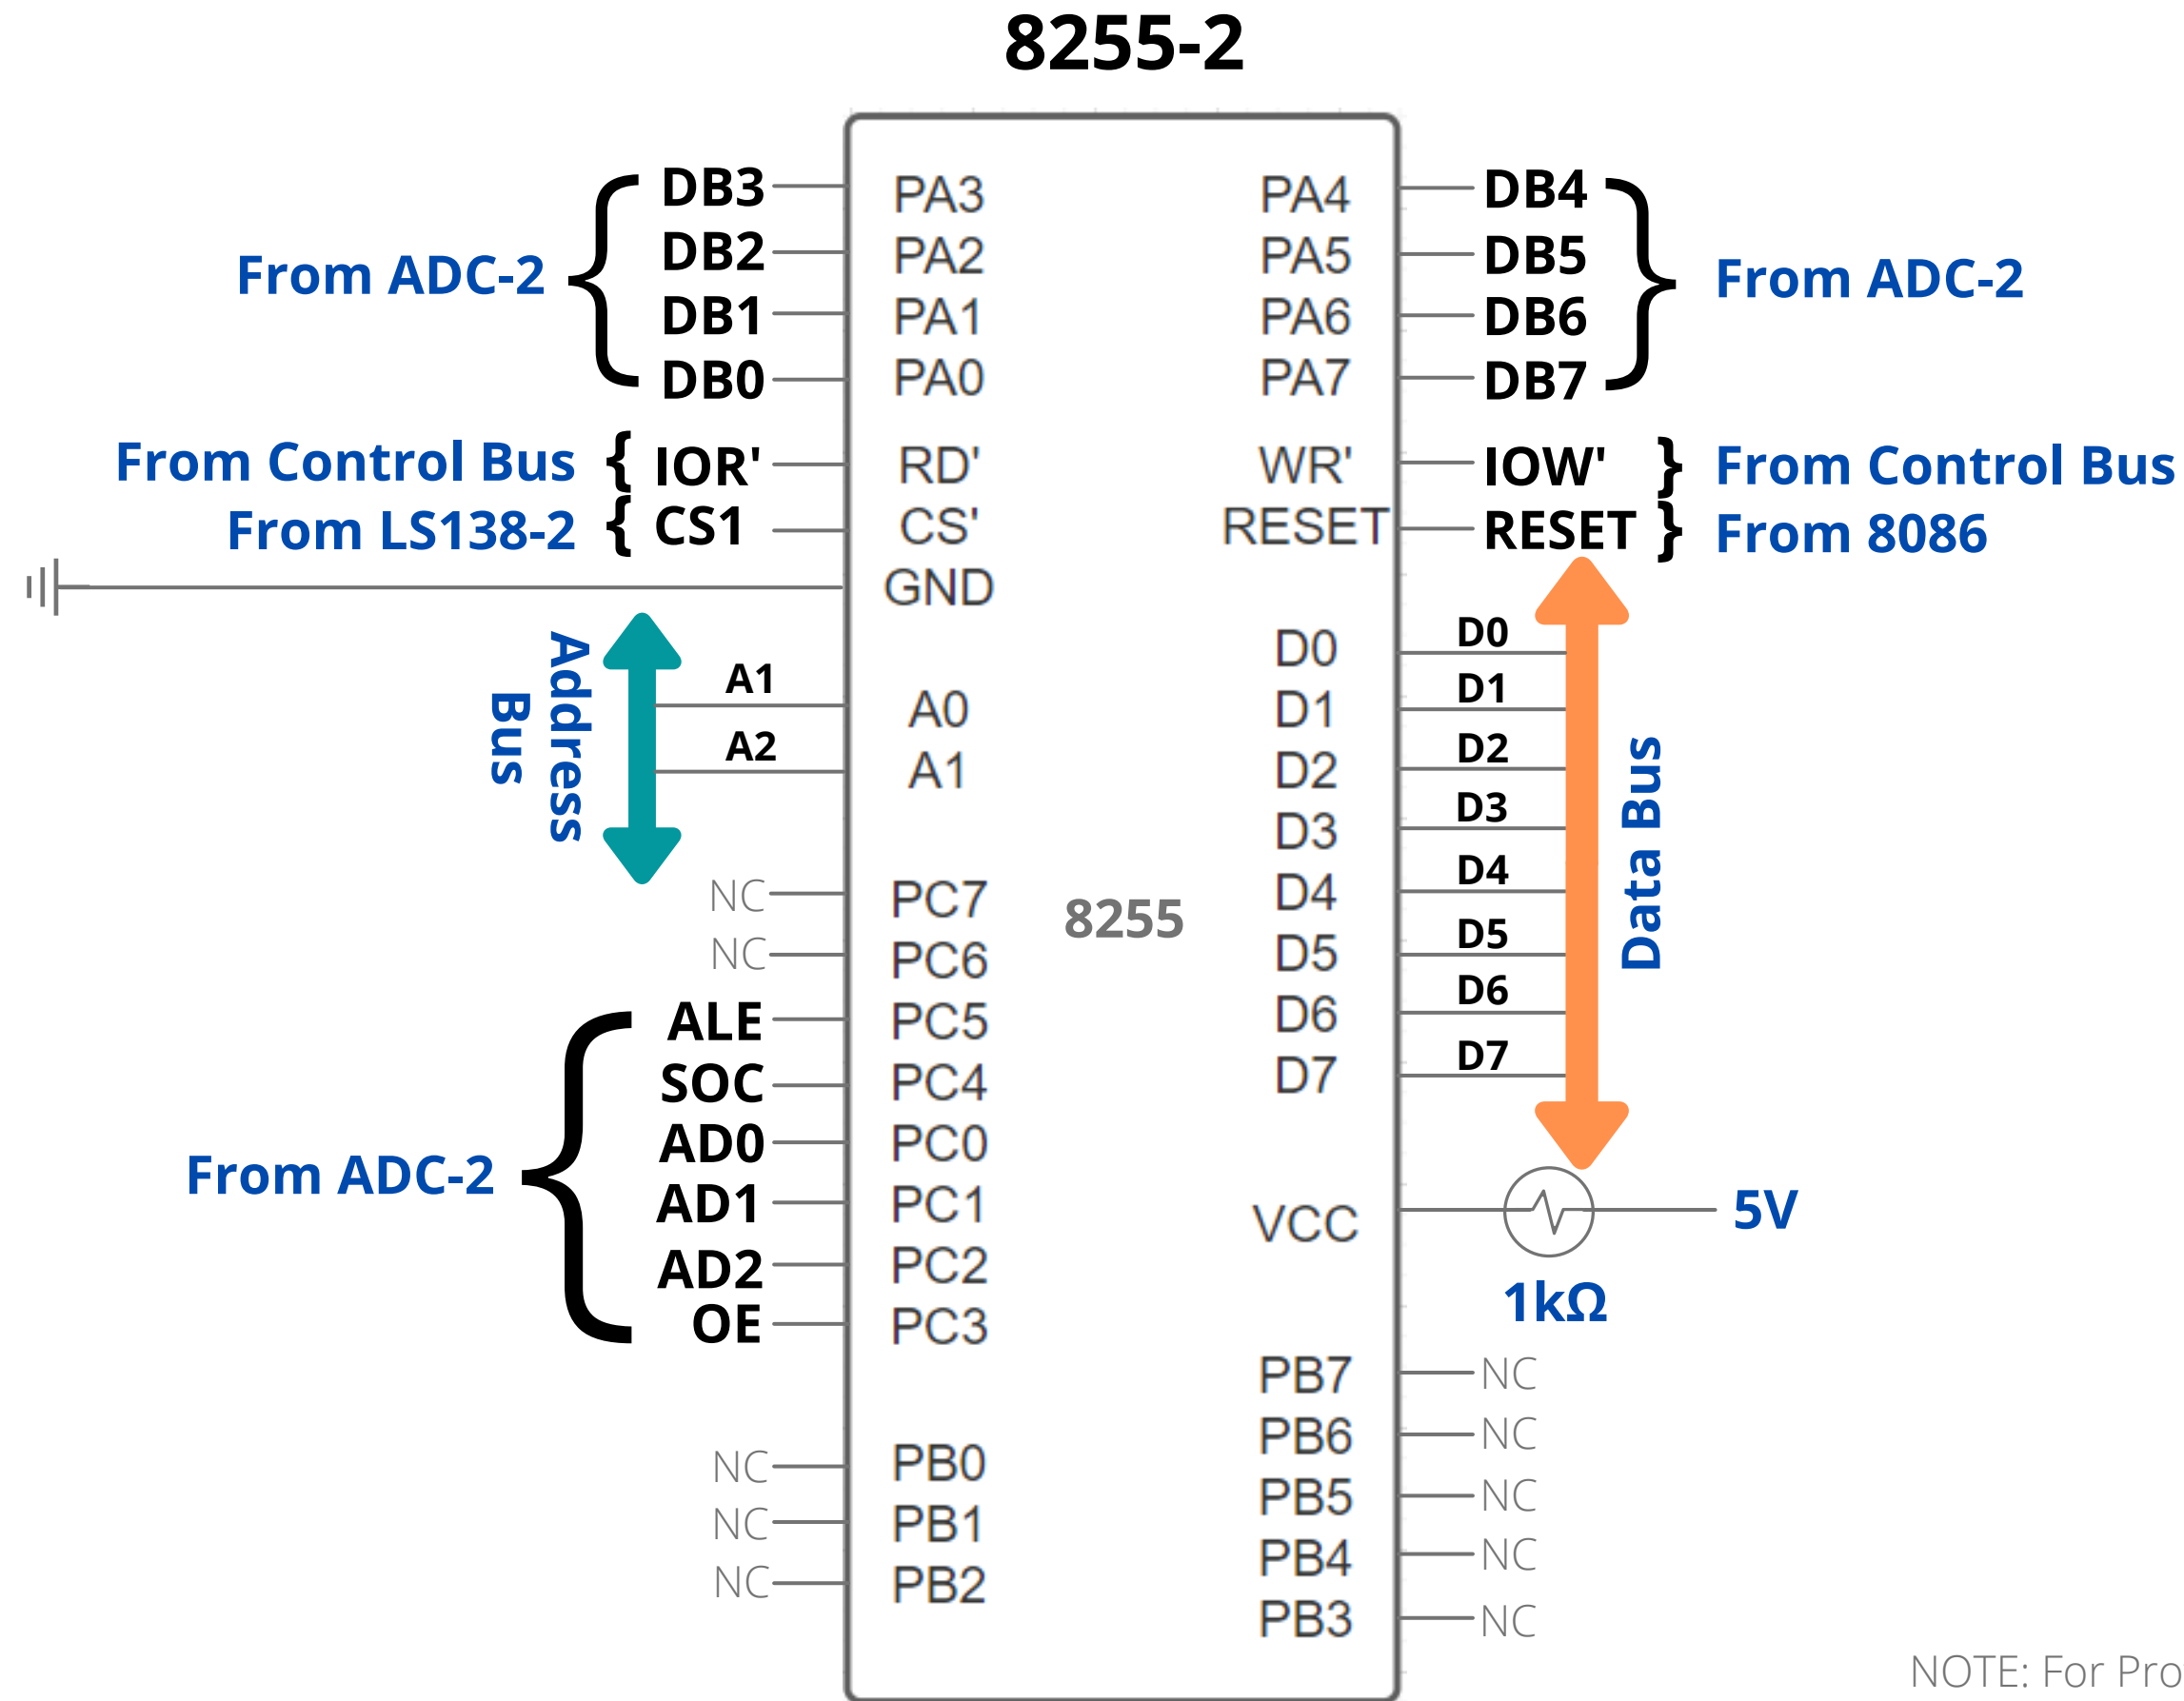 8255-2
DB3 PA3 PA4 DB4
DB2 PA2 PA5 DB5
From ADC-2 From ADC-2
DB1 PA1 PA6 DB6
DB0 PA0 PA7 DB7
From Control Bus { IOR' RD' WR' IOW' } From Control Bus
From LS138-2 { CS1 CS' RESET RESET } From 8086
GND
Address
Bus
D0 D0
A1 A0 D1 D1
A2 A1 D2 D2
D3 D3
Data Bus
NC PC7 D4 D4
8255
NC PC6 D5 D5
ALE PC5 D6 D6
SOC PC4 D7 D7
AD0 PC0
From ADC-2
AD1 PC1 VCC 5V
AD2 PC2
1kΩ
OE PC3
PB7 NC
PB6 NC
NC PB0
PB5 NC
NC PB1
PB4 NC
NC PB2
PB3 NC
NOTE: For Pro